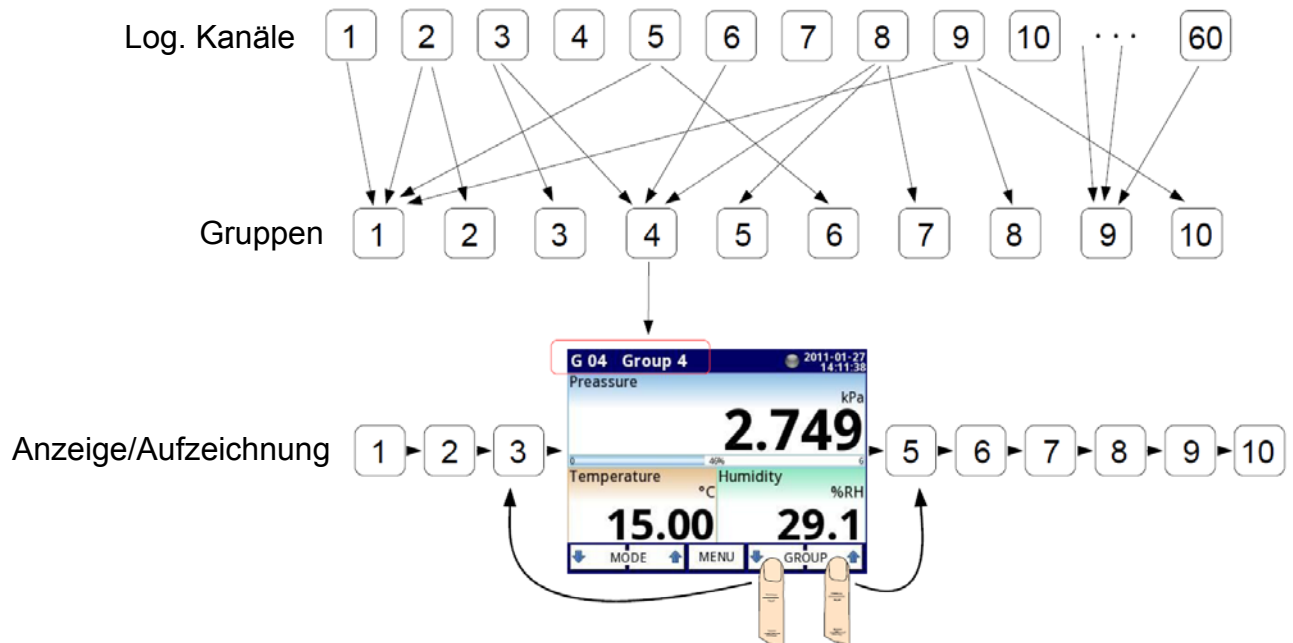 Log. Kanäle 1 2 3 4 5 6 7 8 9 10 . . . 60
Gruppen 1 2 3 4 5 6 7 8 9 10
G 04 Group 4 2011-01-27
14:11:38
Preassure
kPa
2.749
0 46% 6
Anzeige/Aufzeichnung 1 2 3 5 6 7 8 9 10
Temperature Humidity
°C %RH
15.00 29.1
MODE MENU GROUP